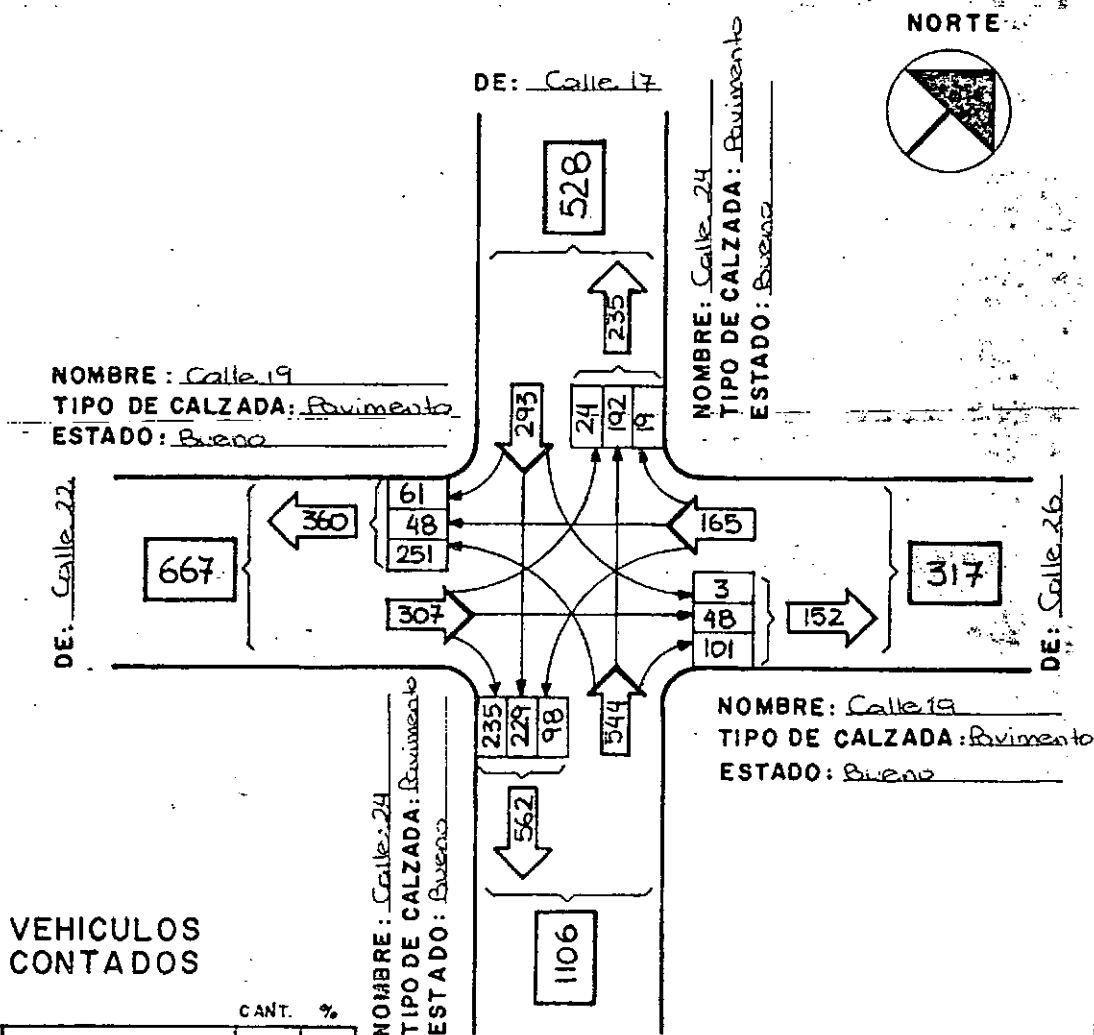 NORTE
DE: Calle 17
528
235
NOMBRE: Calle 24
TIPO DE CALZADA: Pavimento
ESTADO: Bueno
NOMBRE: Calle 19
TIPO DE CALZADA: Pavimento
ESTADO: Bueno
293
24 192 19
DE: Calle 22
667
360
61
48
251
165
317
DE: Calle 26
307
3
48
101
152
235 229 98
544
NOMBRE: Calle 19
TIPO DE CALZADA: Pavimento
ESTADO: Bueno
562
1106
NOMBRE: Calle 24
TIPO DE CALZADA: Pavimento
ESTADO: Bueno
VEHICULOS
CONTADOS
CANT. %